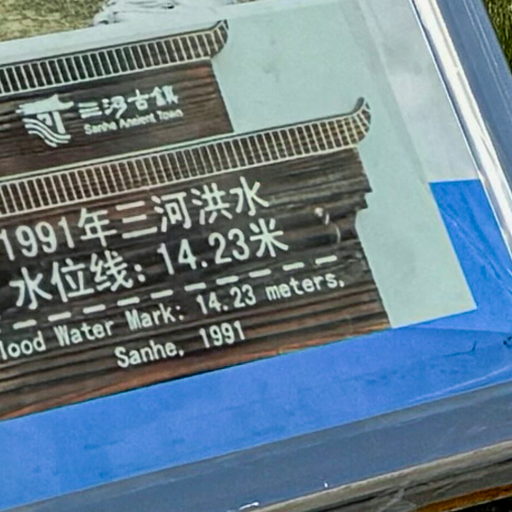 三河古镇
Sanhe Ancient Town
1991年三河洪水
水位线: 14.23米
lood Water Mark: 14.23 meters,
Sanhe, 1991